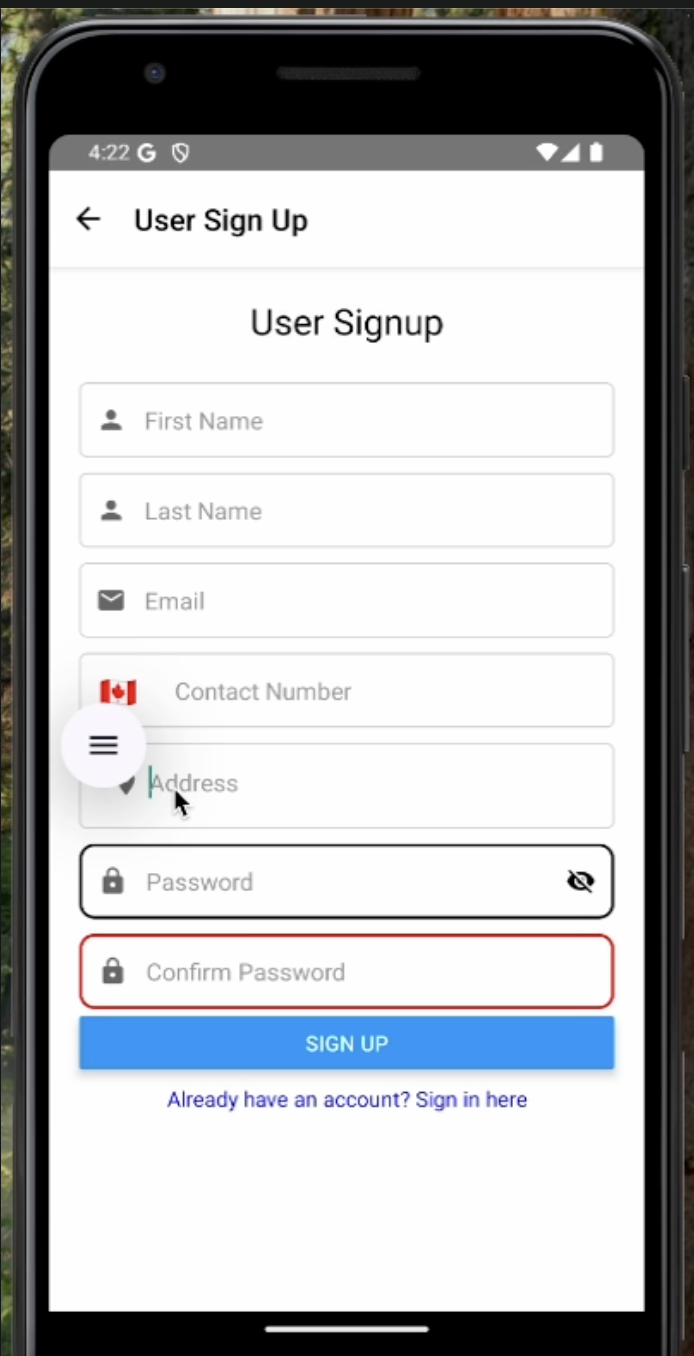 4:22 G
User Sign Up
User Signup
First Name
Last Name
Email
Contact Number
Address
Password
Confirm Password
SIGN UP
Already have an account? Sign in here